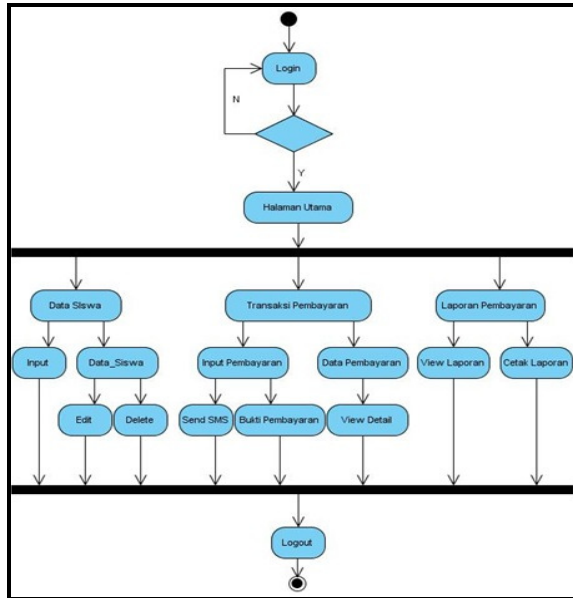 Login
N
Y
Halaman Utama
Data SIswa
Transaksi Pembayaran
Laporan Pembayaran
Input
Data_Siswa
Input Pembayaran
Data Pembayaran
View Laporan
Cetak Laporan
Edit
Delete
Send SMS
Bukti Pembayaran
View Detail
Logout